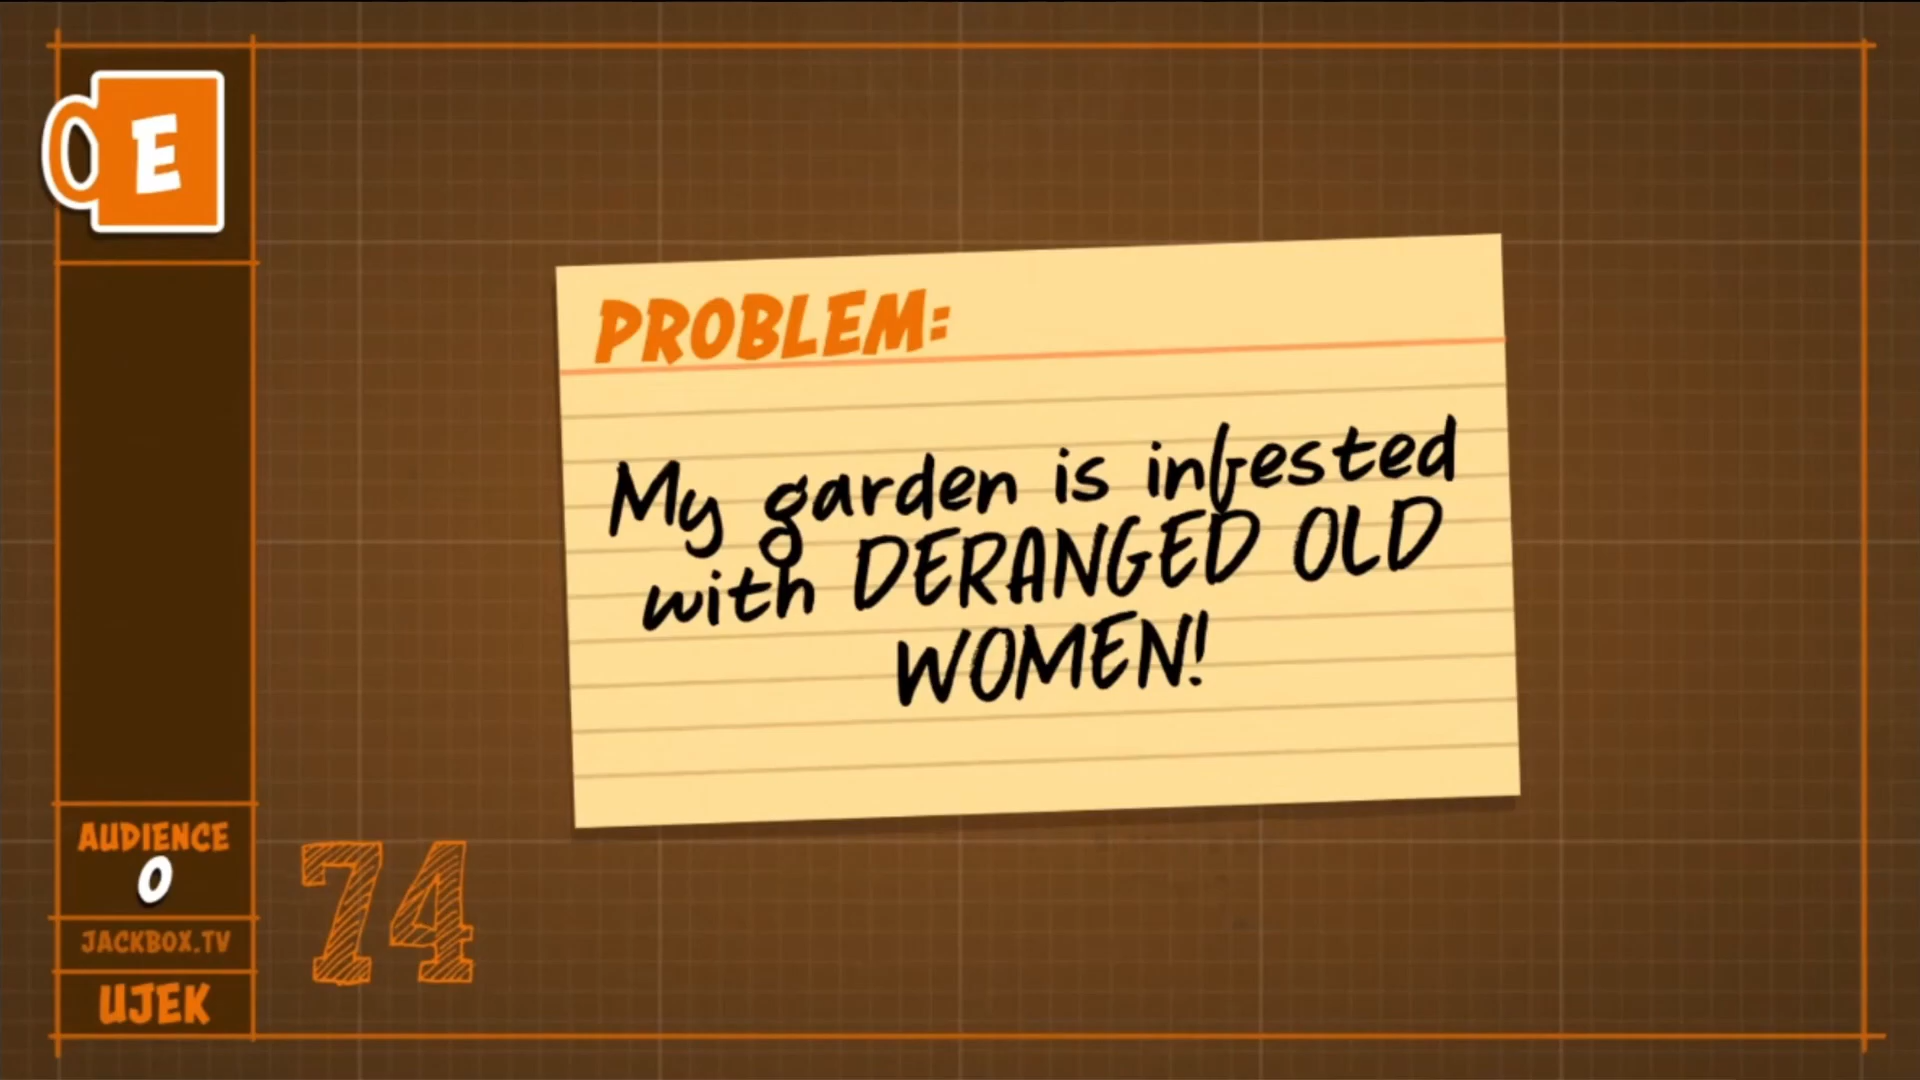 E
PROBLEM:
My garden is infested
with DERANGED OLD
WOMEN!
AUDIENCE
0
JACKBOX.TV
UJEK
74